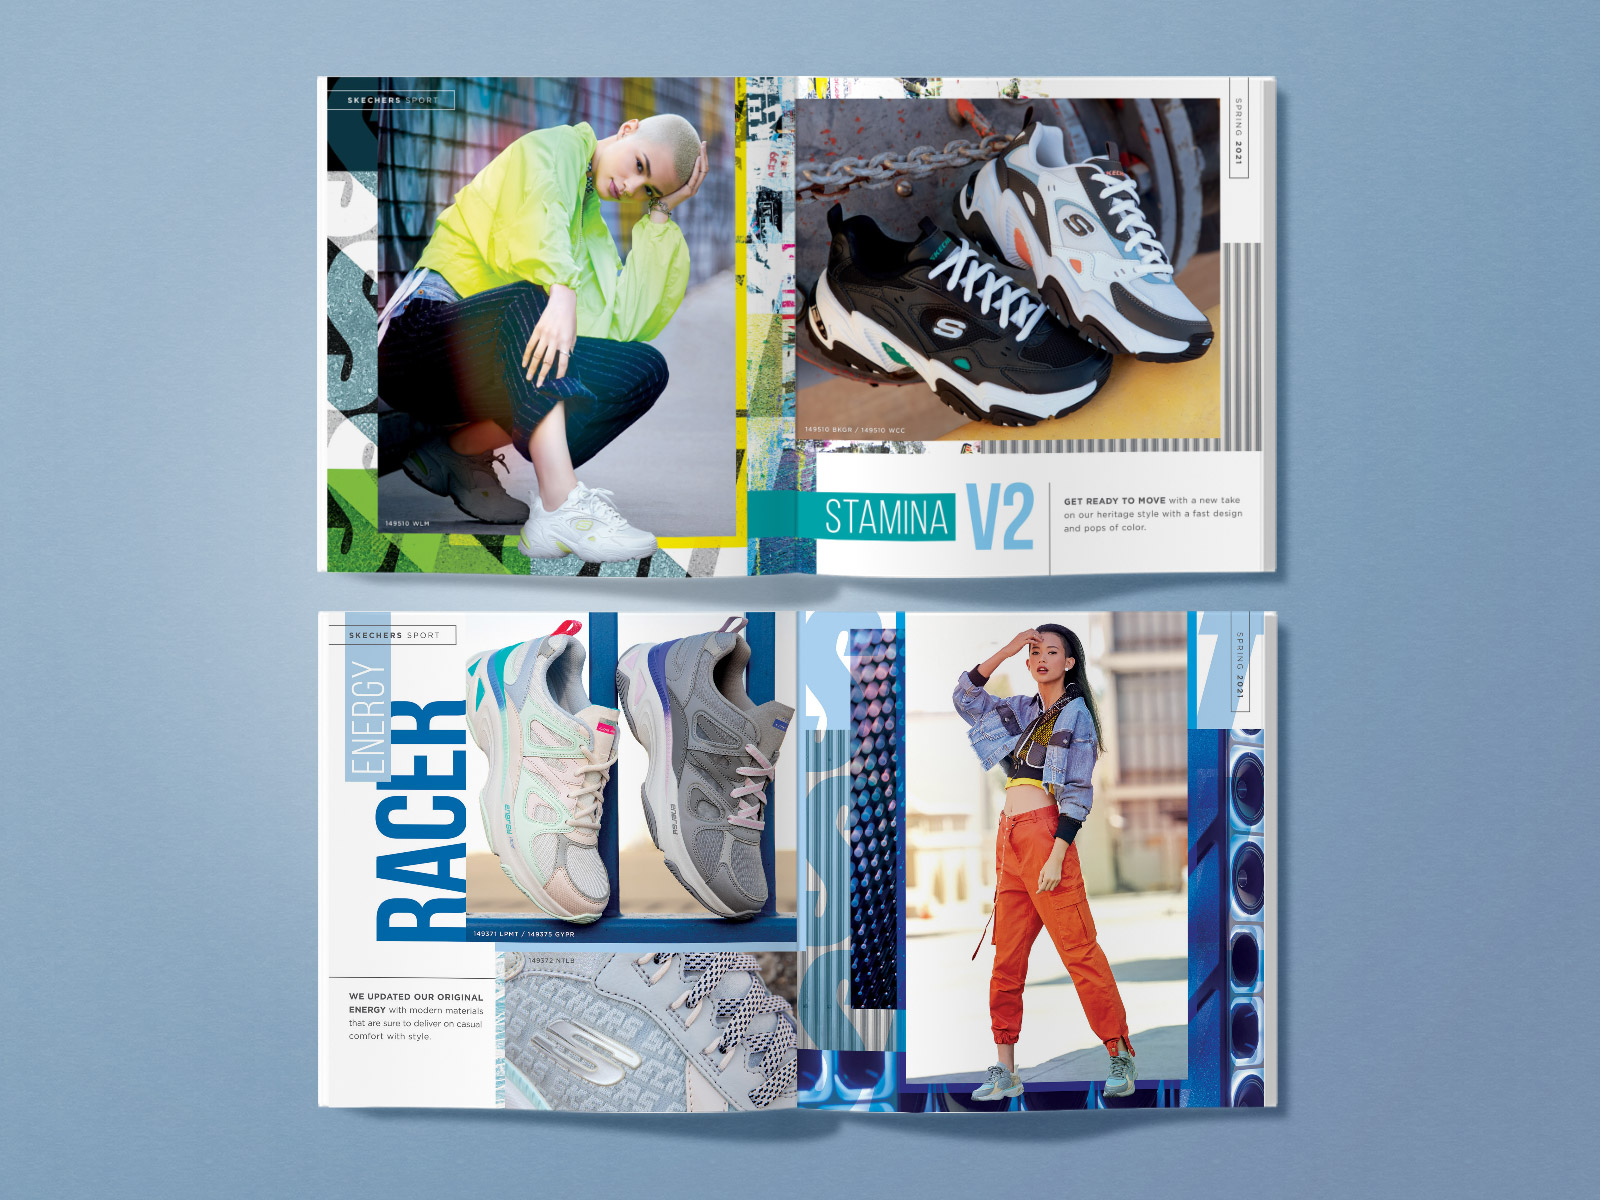 SKECHERS SPORT
149510 WLM
SPRING 2021
SKECHERS
S
S
149510 BKGR / 149510 WCC
STAMINA V2
GET READY TO MOVE with a new take
on our heritage style with a fast design
and pops of color.
SKECHERS SPORT
ENERGY
RACER
149371 LPMT / 149375 GYPR
149372 NTLB
WE UPDATED OUR ORIGINAL
ENERGY with modern materials
that are sure to deliver on casual
comfort with style.
SPRING 2021